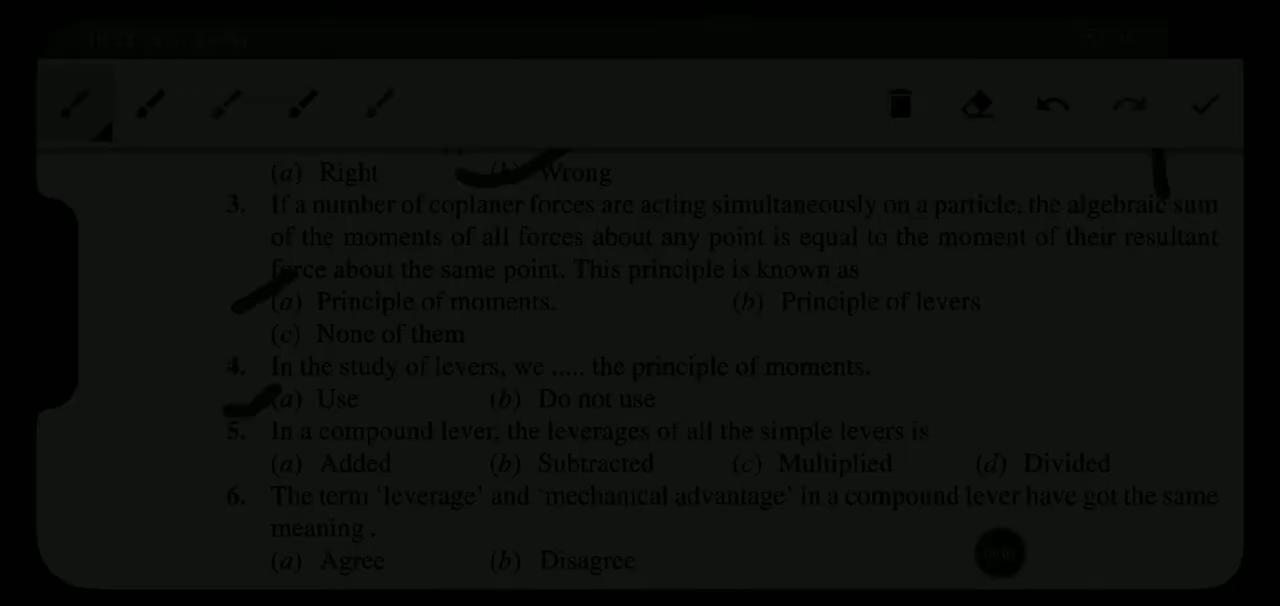 (a) Right (b) Wrong
3. If a number of coplaner forces are acting simultaneously on a particle, the algebraic sum
of the moments of all forces about any point is equal to the moment of their resultant
force about the same point. This principle is known as
(a) Principle of moments. (b) Principle of levers
(c) None of them
4. In the study of levers, we ..... the principle of moments.
(a) Use (b) Do not use
5. In a compound lever, the leverages of all the simple levers is
(a) Added (b) Subtracted (c) Multiplied (d) Divided
6. The term 'leverage' and 'mechanical advantage' in a compound lever have got the same
meaning .
(a) Agree (b) Disagree